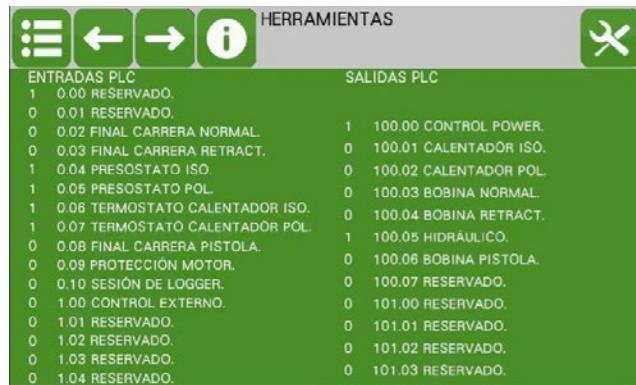 HERRAMIENTAS
ENTRADAS PLC
1 0.00 RESERVADO.
0 0.01 RESERVADO.
0 0.02 FINAL CARRERA NORMAL.
0 0.03 FINAL CARRERA RETRACT.
1 0.04 PRESOSTATO ISO.
1 0.05 PRESOSTATO POL.
1 0.06 TERMOSTATO CALENTADOR ISO.
1 0.07 TERMOSTATO CALENTADOR POL.
0 0.08 FINAL CARRERA PISTOLA.
0 0.09 PROTECCIÓN MOTOR.
0 0.10 SESIÓN DE LOGGER.
0 1.00 CONTROL EXTERNO.
0 1.01 RESERVADO.
0 1.02 RESERVADO.
0 1.03 RESERVADO.
0 1.04 RESERVADO.
SALIDAS PLC
1 100.00 CONTROL POWER.
0 100.01 CALENTADOR ISO.
0 100.02 CALENTADOR POL.
0 100.03 BOBINA NORMAL.
0 100.04 BOBINA RETRACT.
1 100.05 HIDRÁULICO.
0 100.06 BOBINA PISTOLA.
0 100.07 RESERVADO.
0 101.00 RESERVADO.
0 101.01 RESERVADO.
0 101.02 RESERVADO.
0 101.03 RESERVADO.